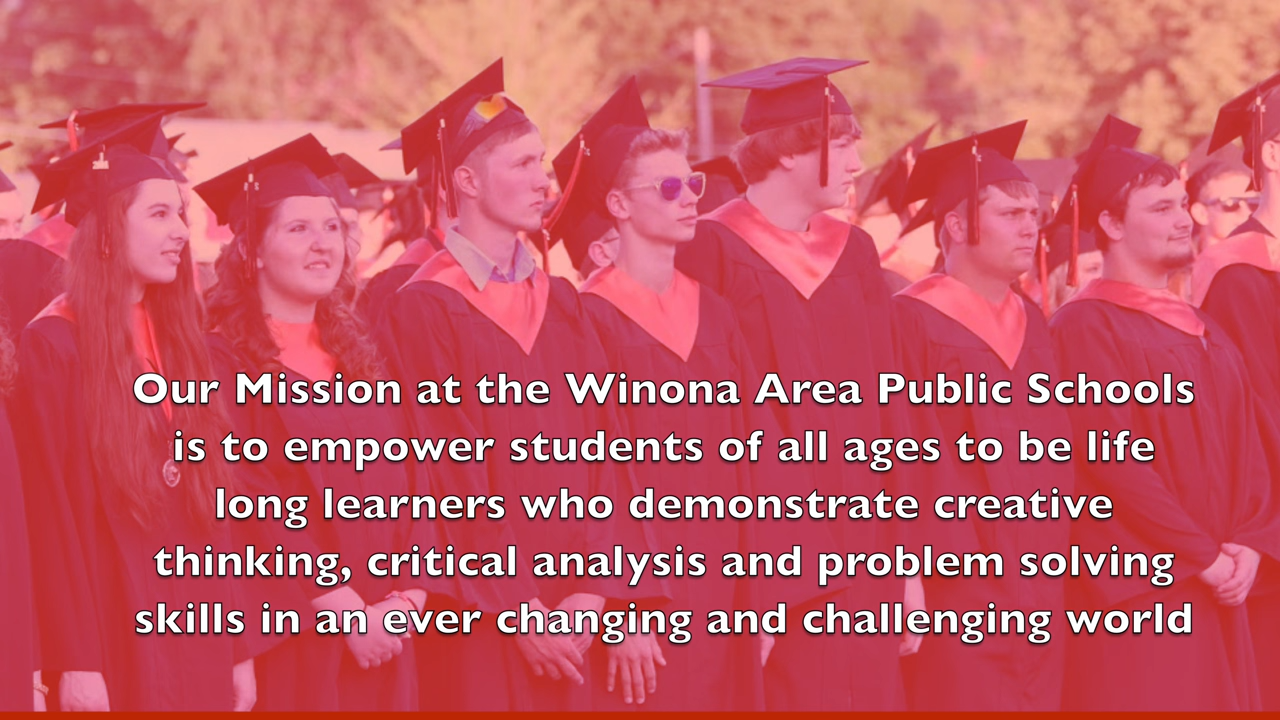 Our Mission at the Winona Area Public Schools
is to empower students of all ages to be life
long learners who demonstrate creative
thinking, critical analysis and problem solving
skills in an ever changing and challenging world